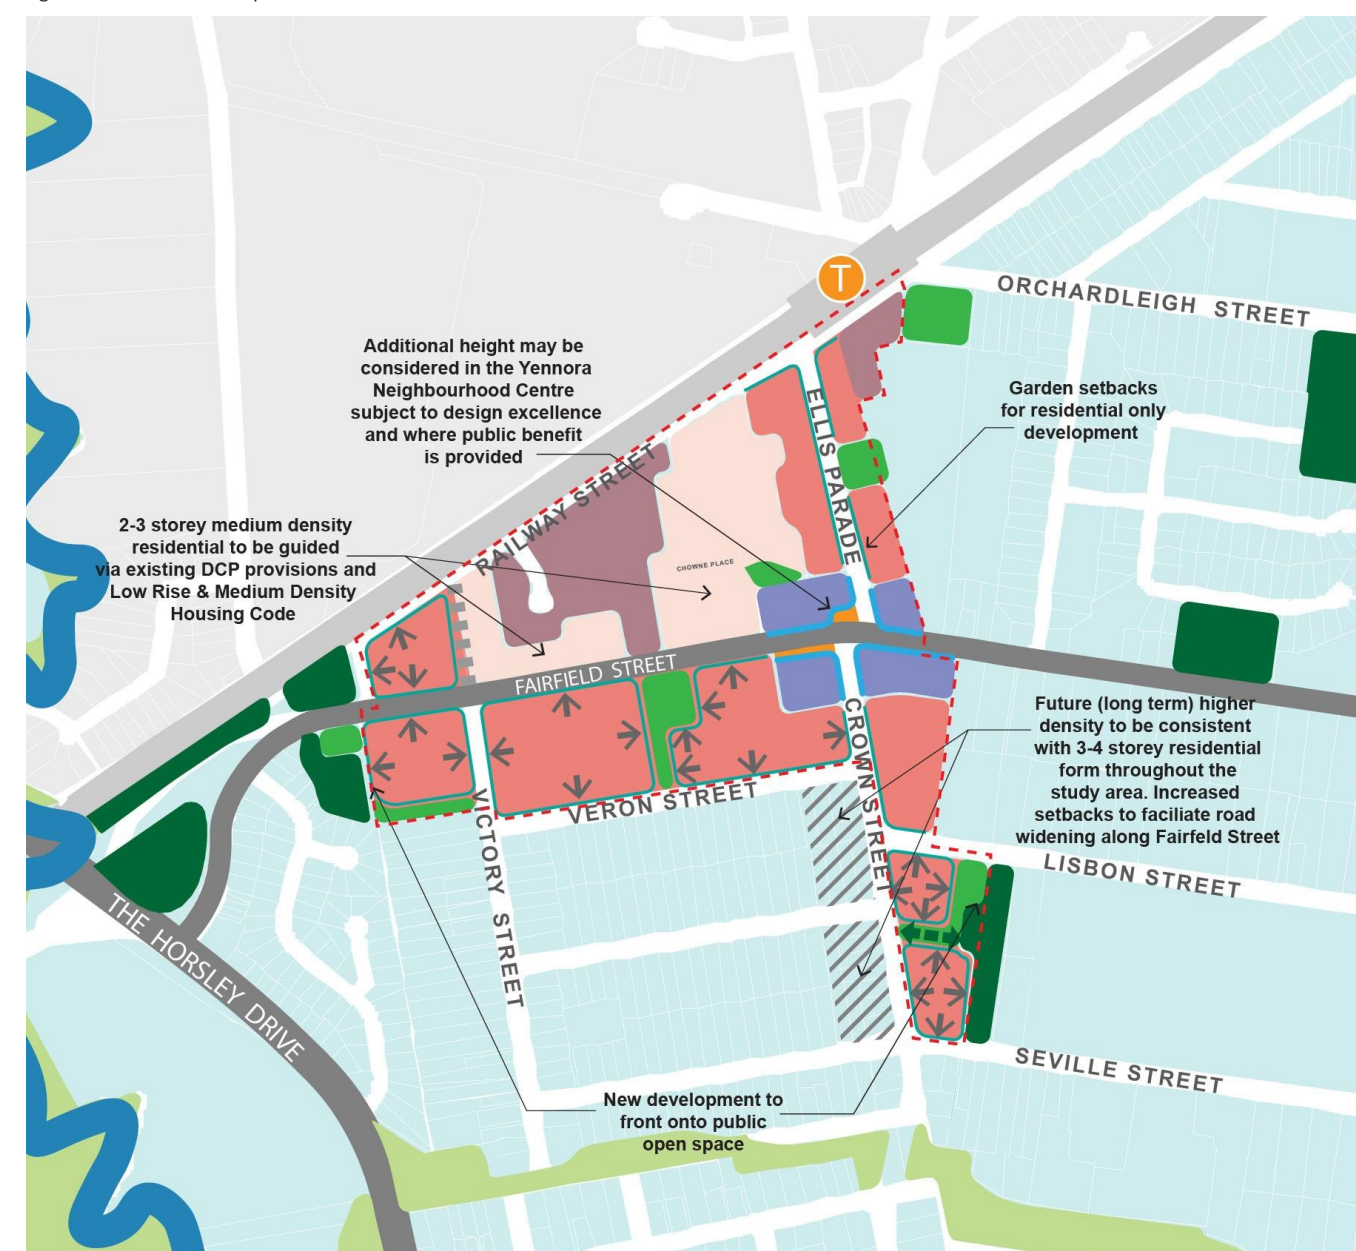 T
ORCHARDLEIGH STREET
Additional height may be
considered in the Yennora
Neighbourhood Centre
subject to design excellence
and where public benefit
is provided
Garden setbacks
for residential only
development
ELLIS PARADE
RAILWAY STREET
2-3 storey medium density
residential to be guided
via existing DCP provisions and
Low Rise & Medium Density
Housing Code
CHOWNE PLACE
FAIRFIELD STREET
Future (long term) higher
density to be consistent
with 3-4 storey residential
form throughout the
study area. Increased
setbacks to faciliate road
widening along Fairfeld Street
CROWN STREET
VERON STREET
VICTORY STREET
LISBON STREET
THE HORSLEY DRIVE
SEVILLE STREET
New development to
front onto public
open space